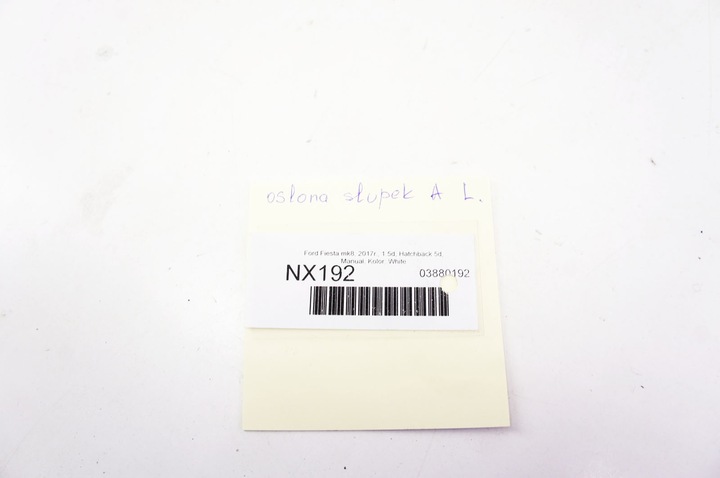 osłona słupek A L.
Ford Fiesta mk8, 2017r., 1.5d, Hatchback 5d,
Manual, Kolor: White
NX192
03880192